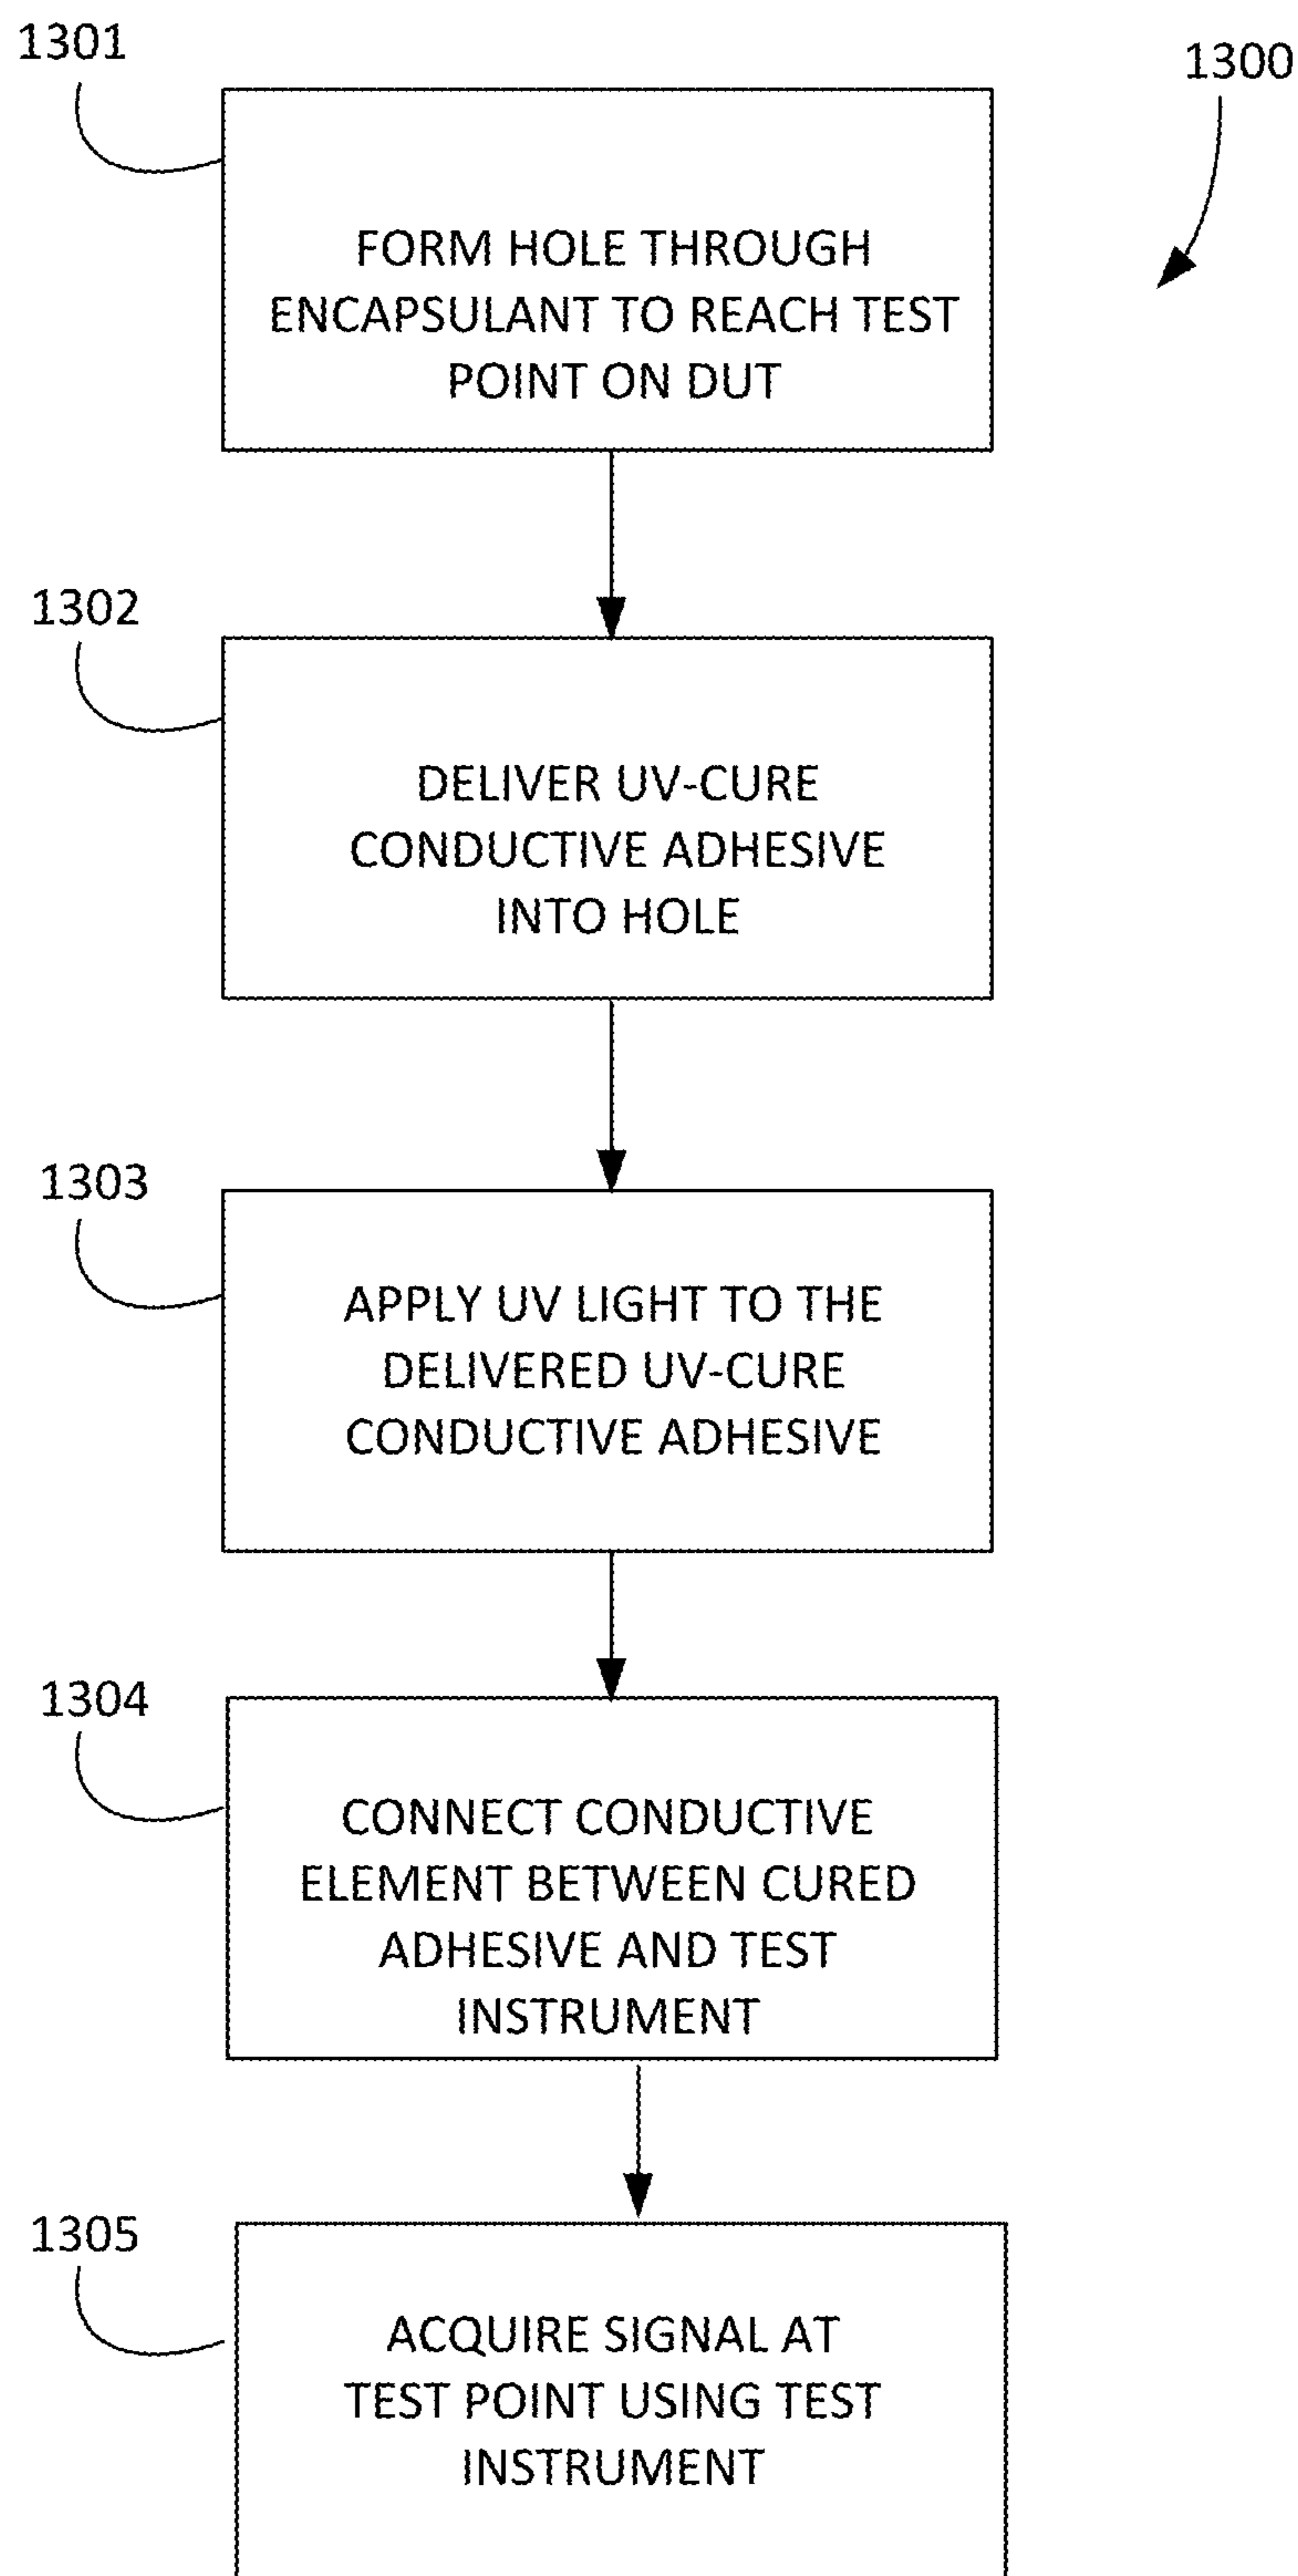 1301
1300
FORM HOLE THROUGH
ENCAPSULANT TO REACH TEST
POINT ON DUT
1302
DELIVER UV-CURE
CONDUCTIVE ADHESIVE
INTO HOLE
1303
APPLY UV LIGHT TO THE
DELIVERED UV-CURE
CONDUCTIVE ADHESIVE
1304
CONNECT CONDUCTIVE
ELEMENT BETWEEN CURED
ADHESIVE AND TEST
INSTRUMENT
1305
ACQUIRE SIGNAL AT
TEST POINT USING TEST
INSTRUMENT